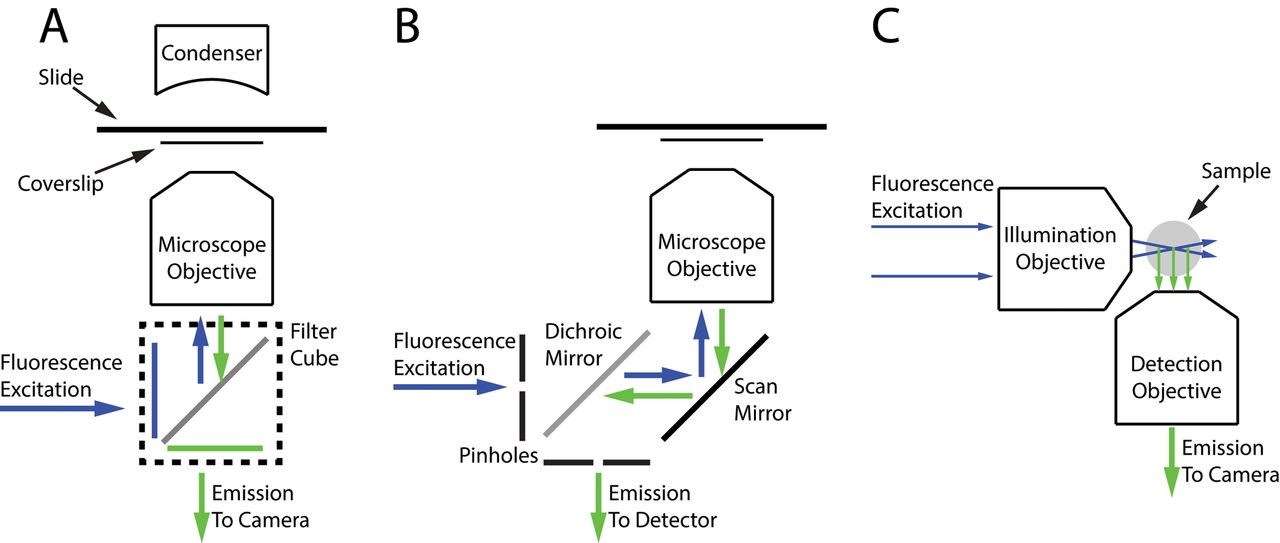 A
Condenser
Slide
Coverslip
Microscope
Objective
Filter
Cube
Fluorescence
Excitation
Emission
To Camera
B
Microscope
Objective
Fluorescence
Excitation
Dichroic
Mirror
Scan
Mirror
Pinholes
Emission
To Detector
C
Sample
Fluorescence
Excitation
Illumination
Objective
Detection
Objective
Emission
To Camera